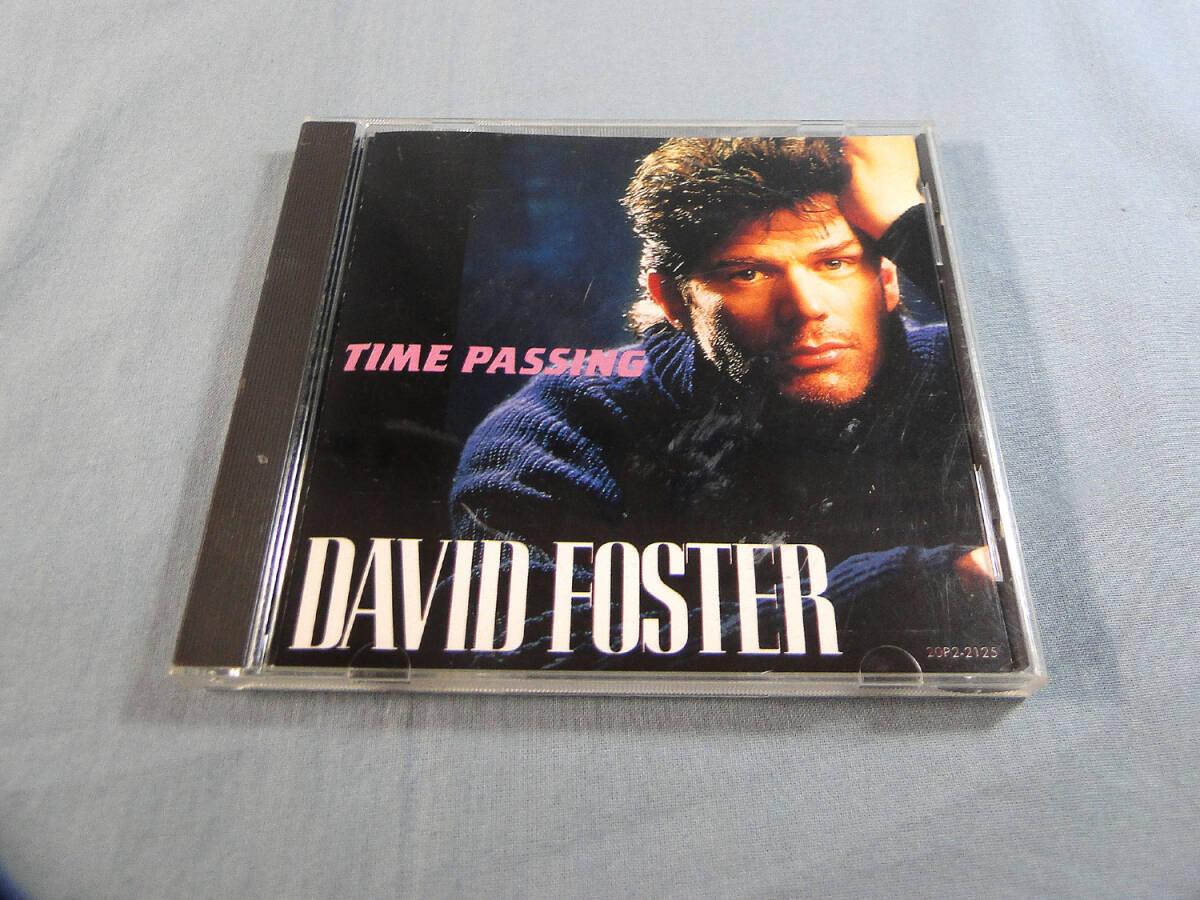 TIME PASSING
DAVID FOSTER
20P2-2125